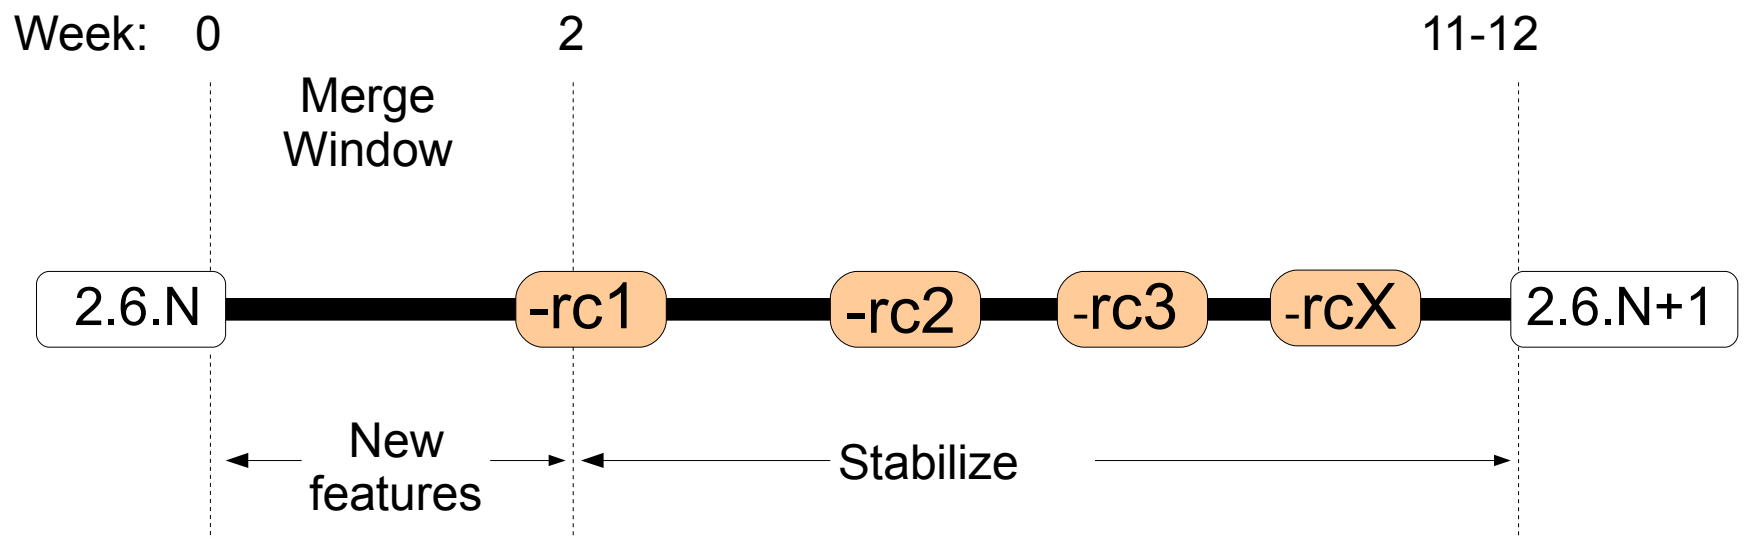 Week: 0 2 11-12
Merge
Window
2.6.N -rc1 -rc2 -rc3 -rcX 2.6.N+1
New
features
Stabilize